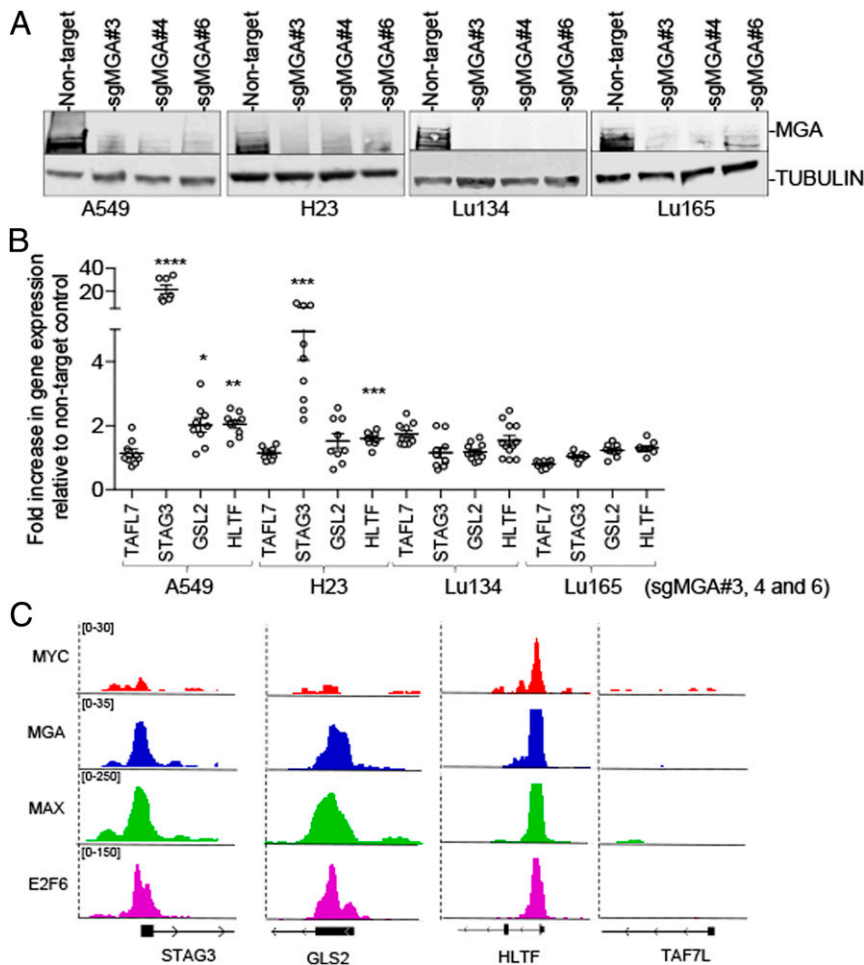 A
-Non-target
-sgMGA#3
-sgMGA#4
-sgMGA#6
-Non-target
-sgMGA#3
-sgMGA#4
-sgMGA#6
-Non-target
-sgMGA#3
-sgMGA#4
-sgMGA#6
-Non-target
-sgMGA#3
-sgMGA#4
-sgMGA#6
-MGA
-TUBULIN
A549
H23
Lu134
Lu165
B
Fold increase in gene expression
relative to non-target control
40
20
4
2
0
****
*
**
***
***
TAFL7
STAG3
GSL2
HLTF
TAFL7
STAG3
GSL2
HLTF
TAFL7
STAG3
GSL2
HLTF
TAFL7
STAG3
GSL2
HLTF
A549
H23
Lu134
Lu165
(sgMGA#3, 4 and 6)
C
[0-30]
MYC
[0-35]
MGA
[0-250]
MAX
[0-150]
E2F6
STAG3
GLS2
HLTF
TAF7L